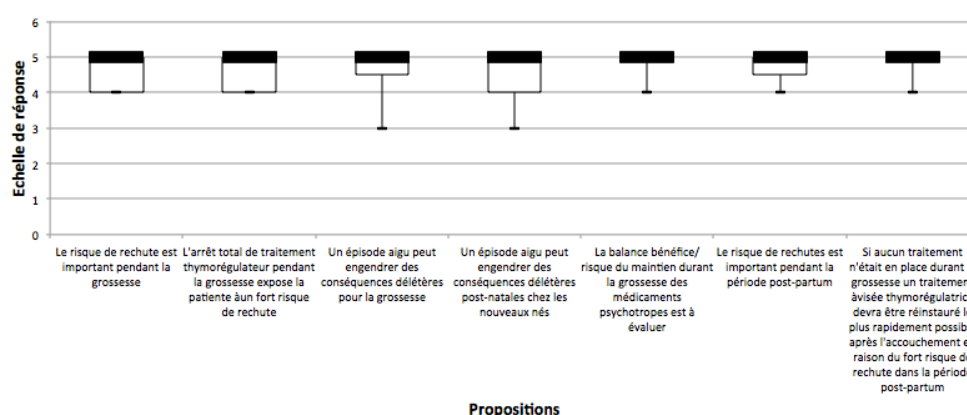 6
5
4
3
2
1
0
Echelle de réponse
Le risque de rechute est
important pendant la
grossesse
L'arrêt total de traitement
thymorégulateur pendant
la grossesse expose la
patiente àun fort risque
de rechute
Un épisode aigu peut
engendrer des
conséquences délétères
pour la grossesse
Un épisode aigu peut
engendrer des
conséquences délétères
post-natales chez les
nouveaux nés
La balance bénéfice/
risque du maintien durant
la grossesse des
médicaments
psychotropes est à
évaluer
Le risque de rechutes est
important pendant la
période post-partum
Si aucun traitement
n'était en place durant
grossesse un traitemen
àvisée thymorégulatric
devra être réinstauré l
plus rapidement possib
après l'accouchement e
raison du fort risque d
rechute dans la périod
post-partum
Propositions